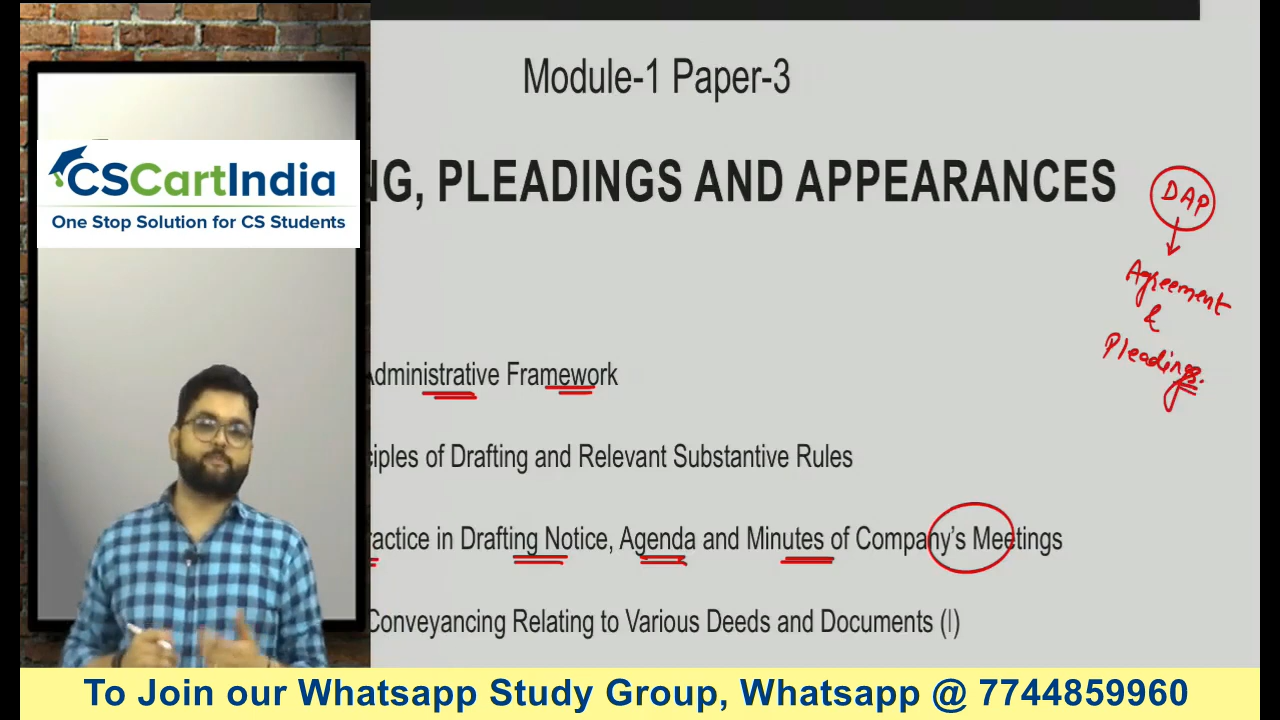 Module-1 Paper-3
CSCartIndia
One Stop Solution for CS Students
NG, PLEADINGS AND APPEARANCES
DAP
Agreement
&
Pleadings.
Administrative Framework
ciples of Drafting and Relevant Substantive Rules
ractice in Drafting Notice, Agenda and Minutes of Company's Meetings
Conveyancing Relating to Various Deeds and Documents (I)
To Join our Whatsapp Study Group, Whatsapp @ 7744859960